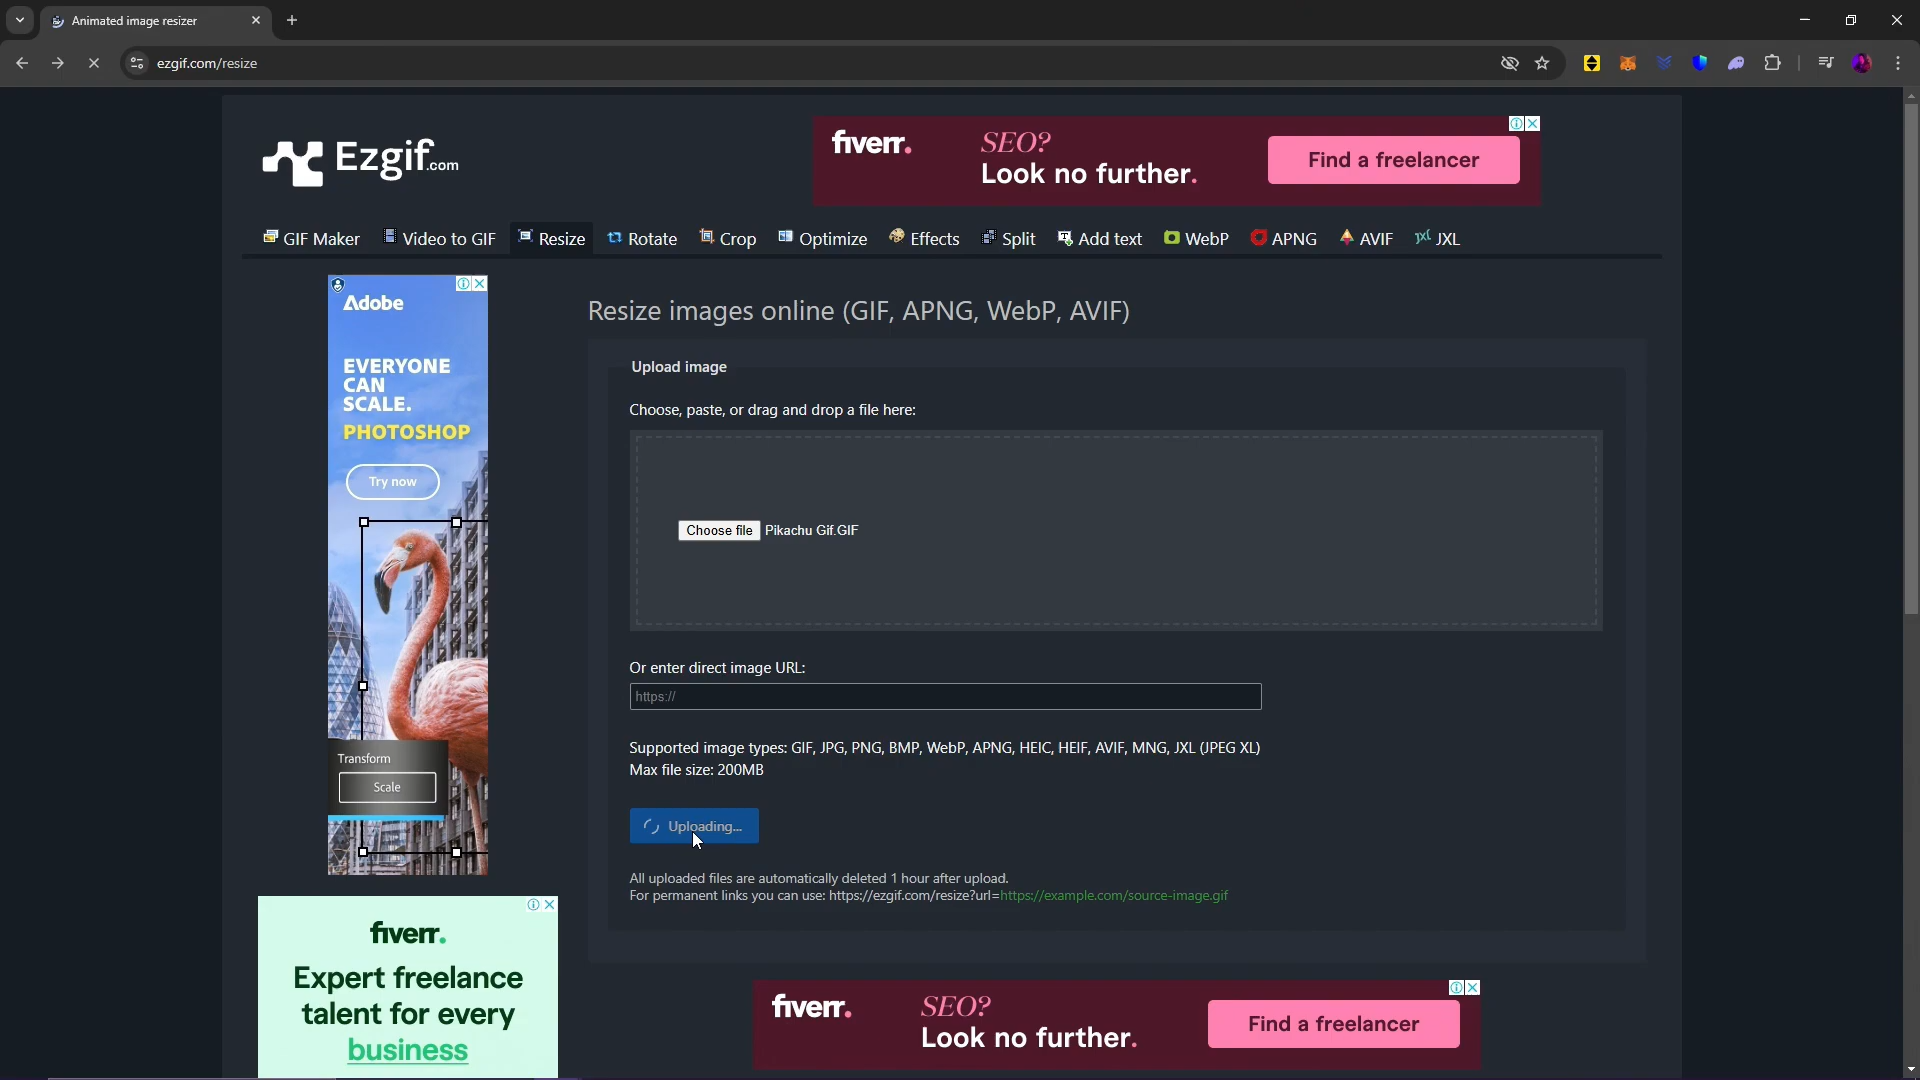 Animated image resizer
ezgif.com/resize
Ezgif.com
fiverr.
SEO?
Look no further.
Find a freelancer
GIF Maker
Video to GIF
Resize
Rotate
Crop
Optimize
Effects
Split
Add text
WebP
APNG
AVIF
JXL
Adobe
EVERYONE
CAN
SCALE.
PHOTOSHOP
Try now
Transform
Scale
Resize images online (GIF, APNG, WebP, AVIF)
Upload image
Choose, paste, or drag and drop a file here:
Choose file Pikachu Gif.GIF
Or enter direct image URL:
https://
Supported image types: GIF, JPG, PNG, BMP, WebP, APNG, HEIC, HEIF, AVIF, MNG, JXL (JPEG XL)
Max file size: 200MB
Uploading...
All uploaded files are automatically deleted 1 hour after upload.
For permanent links you can use: https://ezgif.com/resize?url=https://example.com/source-image.gif
fiverr.
Expert freelance
talent for every
business
fiverr.
SEO?
Look no further.
Find a freelancer